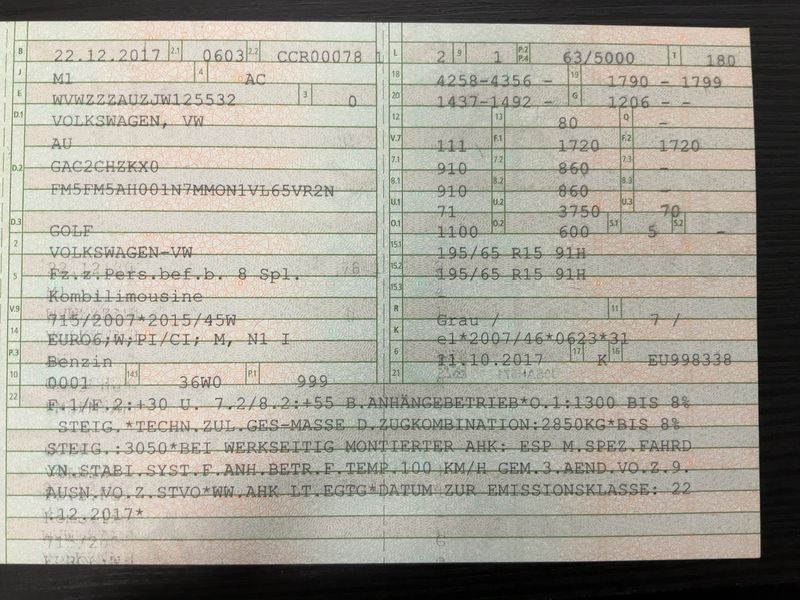 B 22.12.2017 2.1 0603 2.2 CCR00078 1
J M1 4 AC
E WVWZZZAUZJW125532 3 0
D.1 VOLKSWAGEN, VW
AU
D.2 GAC2CHZKX0
FM5FM5AH001N7MMON1VL65VR2N
D.3 GOLF
2 VOLKSWAGEN-VW
5 Fz.z.Pers.bef.b. 8 Spl.
Kombilimousine
V.9 715/2007*2015/45W
14 EURO6;W;PI/CI; M, N1 I
P.3 Benzin
10 0001 14.1 36W0 P.1 999
L 2 9 1 P.2 P.4 63/5000 T 180
18 4258-4356 - 19 1790 - 1799
20 1437-1492 - G 1206 - -
12 - 13 80 Q -
V.7 111 F.1 1720 F.2 1720
7.1 910 7.2 860 7.3 -
8.1 910 8.2 860 8.3 -
U.1 71 U.2 3750 U.3 70
O.1 1100 O.2 600 S.1 5 S.2 -
15.1 195/65 R15 91H
15.2 195/65 R15 91H
15.3 -
R Grau / 11 7 /
K e1*2007/46*0623*31
6 11.10.2017 17 K 16 EU998338
21
22 F.1/F.2:+30 U. 7.2/8.2:+55 B.ANHÄNGEBETRIEB*O.1:1300 BIS 8%
STEIG.*TECHN.ZUL.GES-MASSE D.ZUGKOMBINATION:2850KG*BIS 8%
STEIG.:3050*BEI WERKSEITIG MONTIERTER AHK: ESP M.SPEZ.FAHRD
YN.STABI.SYST.F.ANH.BETR.F.TEMP.100 KM/H GEM.3.AEND.VO.Z.9.
AUSN.VO.Z.STVO*WW.AHK LT.EGTG*DATUM ZUR EMISSIONSKLASSE: 22
.12.2017*